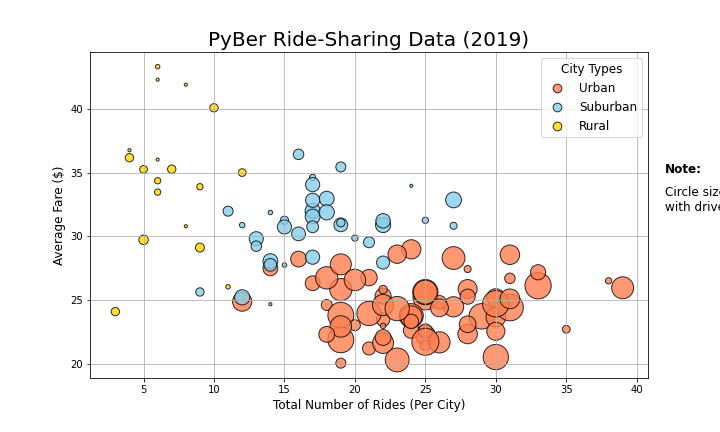 PyBer Ride-Sharing Data (2019)
City Types
Urban
Suburban
Rural
Note:
Circle size
with drive
Average Fare ($)
40
35
30
25
20
5 10 15 20 25 30 35 40
Total Number of Rides (Per City)